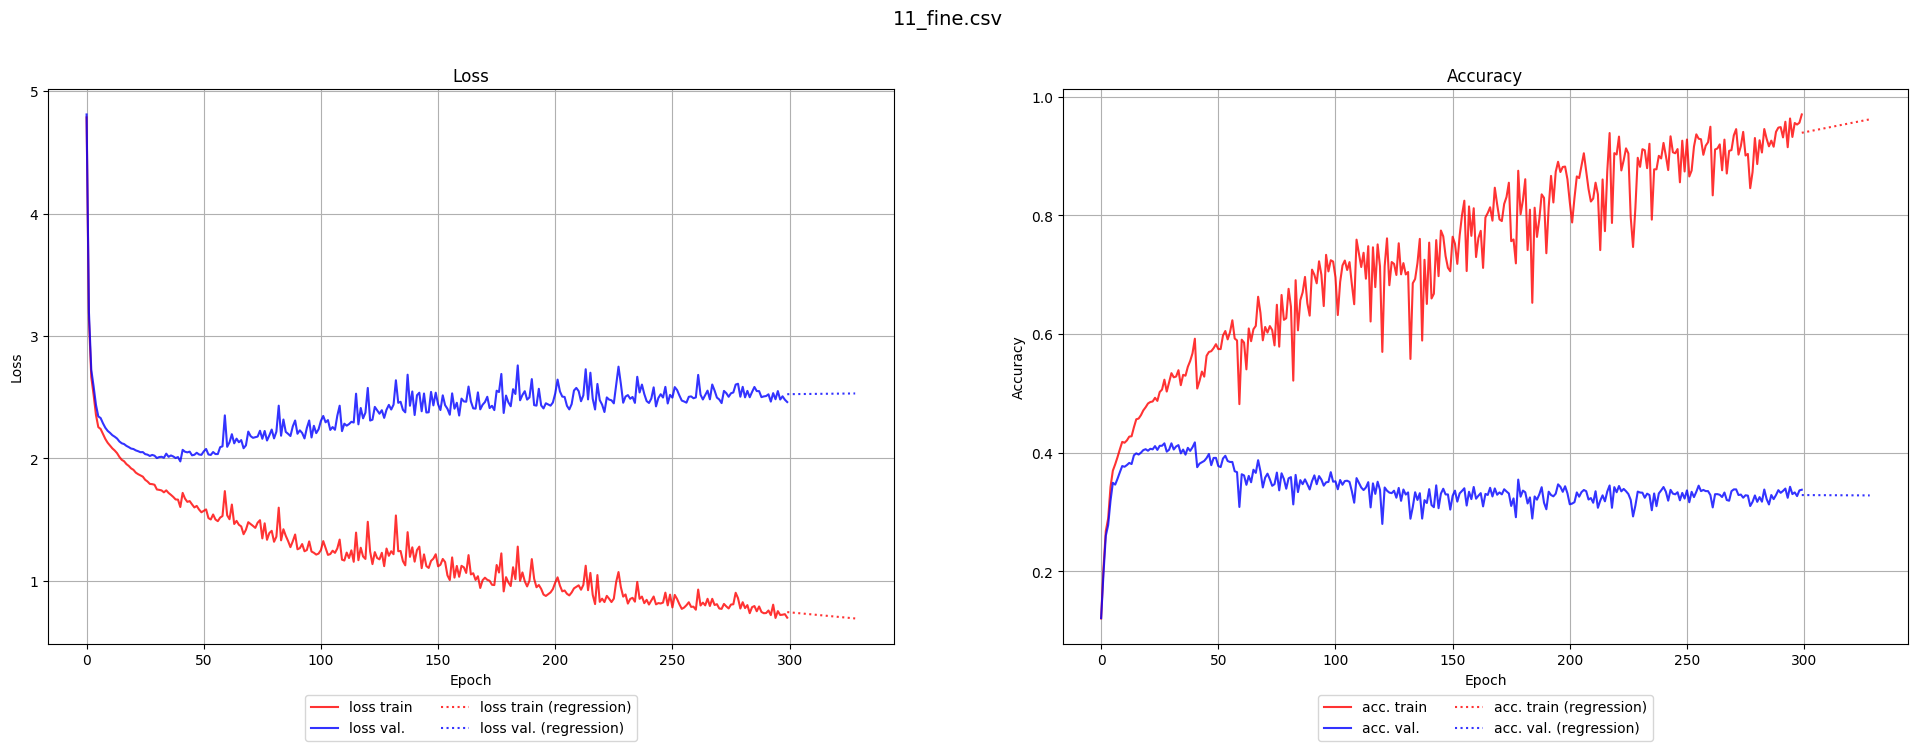 11_fine.csv
Loss
5
4
3
2
1
Loss
0 50 100 150 200 250 300
Epoch
loss train
loss val.
loss train (regression)
loss val. (regression)
Accuracy
1.0
0.8
0.6
0.4
0.2
Accuracy
0 50 100 150 200 250 300
Epoch
acc. train
acc. val.
acc. train (regression)
acc. val. (regression)